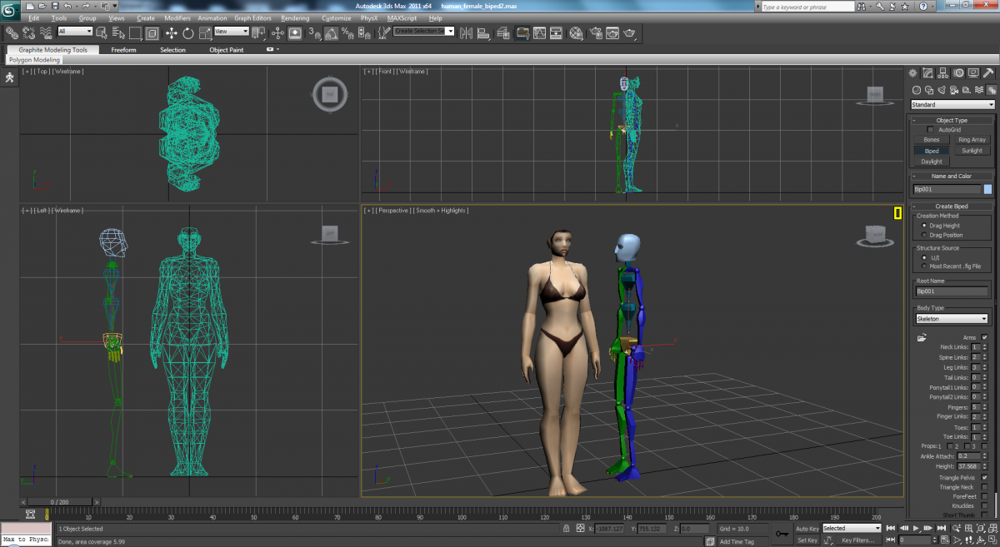 Autodesk 3ds Max 2011 x64 human_female_biped2.max
Type a keyword or phrase
Edit Tools Group Views Create Modifiers Animation Graph Editors Rendering Customize PhysX MAXScript Help
All View 3 Create Selection Se
Graphite Modeling Tools Freeform Selection Object Paint
Polygon Modeling
[ + ] [ Top ] [ Wireframe ]
[ + ] [ Front ] [ Wireframe ]
[ + ] [ Left ] [ Wireframe ]
[ + ] [ Perspective ] [ Smooth + Highlights ]
Standard
Object Type
AutoGrid
Bones Ring Array
Biped Sunlight
Daylight
Name and Color
Bip001
Create Biped
Creation Method
Drag Height
Drag Position
Structure Source
U/I
Most Recent .fig File
Root Name
Bip001
Body Type
Skeleton
Arms
Neck Links: 1
Spine Links: 2
Leg Links: 3
Tail Links: 0
Ponytail1 Links: 0
Ponytail2 Links: 0
Fingers: 5
Finger Links: 2
Toes: 1
Toe Links: 1
Props: 1 2 3
Ankle Attach: 0.2
Height: 37.568
Triangle Pelvis
Triangle Neck
ForeFeet
Knuckles
Short Thumb
< 0 / 200 >
0 10 20 30 40 50 60 70 80 90 100 110 120 130 140 150 160 170 180 190 200
1 Object Selected X: -1087.127 Y: 755.132 Z: 0.0 Grid = 10.0 Auto Key Selected
Max to Physc Done, area coverage 5.99 Add Time Tag Set Key Key Filters... 0